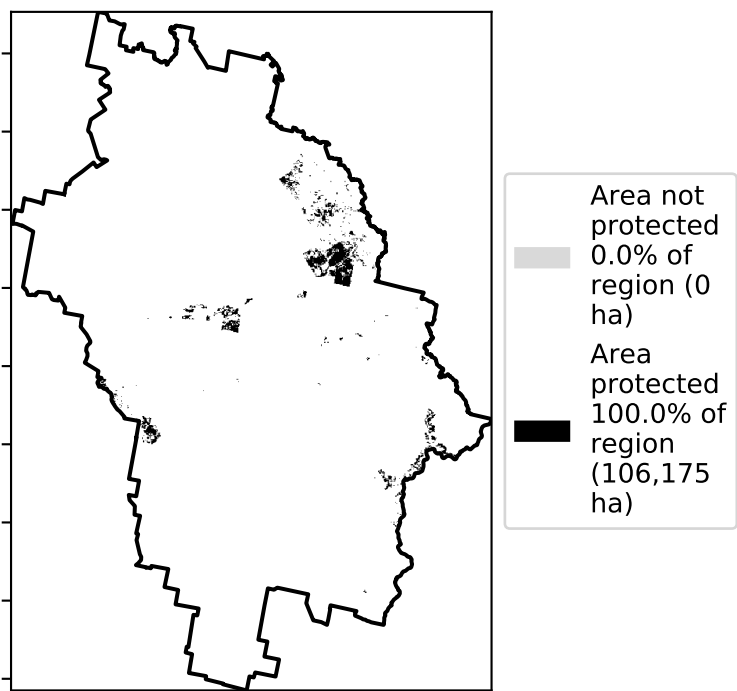 Area not
protected
0.0% of
region (0
ha)
Area
protected
100.0% of
region
(106,175
ha)